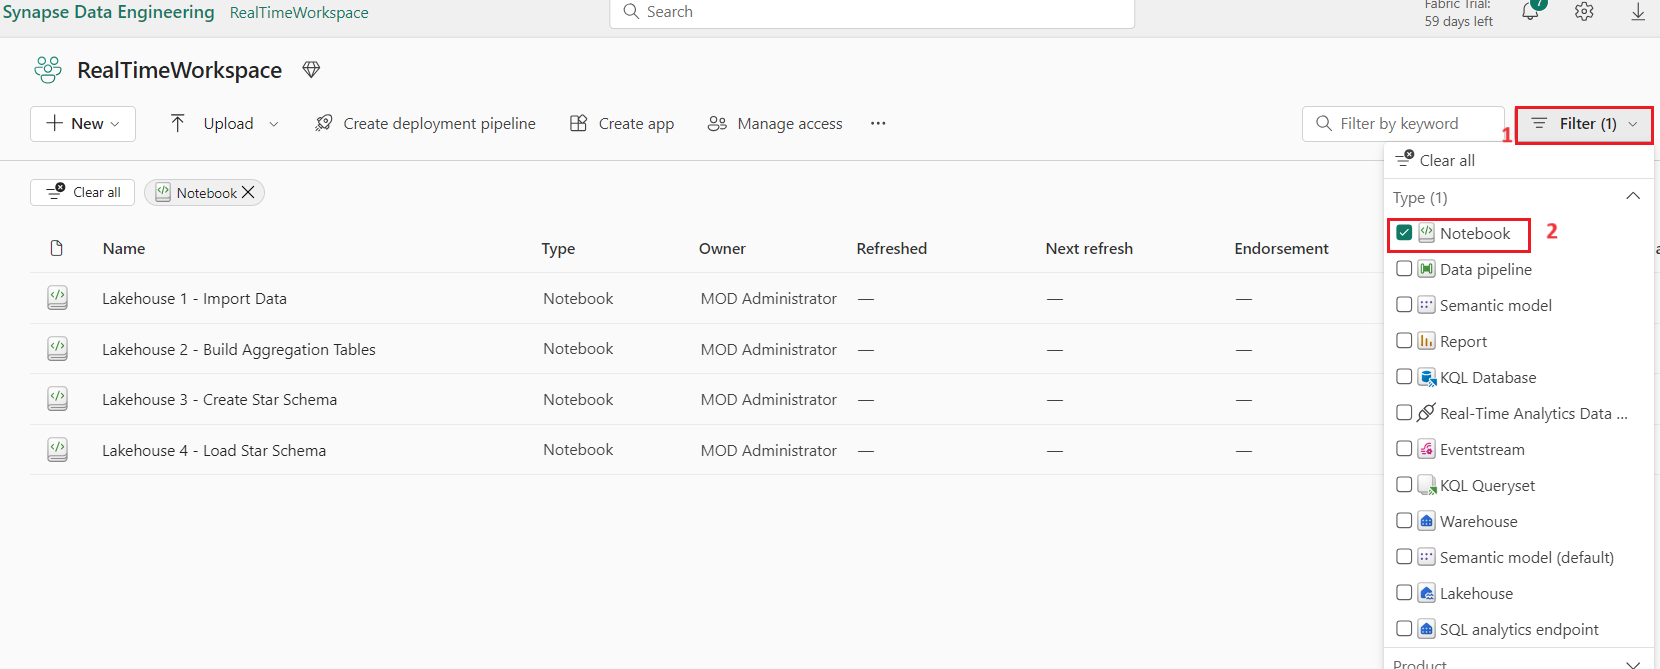 Synapse Data Engineering RealTimeWorkspace Search Fabric Trial: 7
59 days left
RealTimeWorkspace
New Upload Create deployment pipeline Create app Manage access ... Filter by keyword 1 Filter (1)
Clear all
Clear all Notebook
Type (1)
Notebook 2
Name Type Owner Refreshed Next refresh Endorsement
Data pipeline
Lakehouse 1 - Import Data Notebook MOD Administrator — — —
Semantic model
Report
Lakehouse 2 - Build Aggregation Tables Notebook MOD Administrator — — —
KQL Database
Lakehouse 3 - Create Star Schema Notebook MOD Administrator — — —
Real-Time Analytics Data ...
Lakehouse 4 - Load Star Schema Notebook MOD Administrator — — —
Eventstream
KQL Queryset
Warehouse
Semantic model (default)
Lakehouse
SQL analytics endpoint
Product